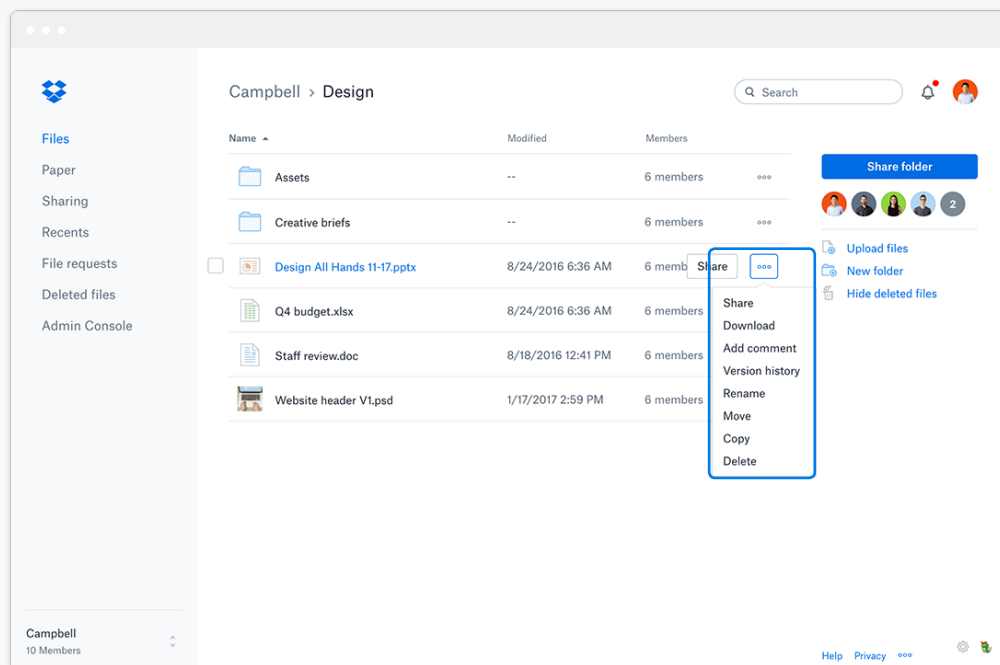 Campbell › Design
Search
Files
Paper
Sharing
Recents
File requests
Deleted files
Admin Console
Campbell
10 Members
Name Modified Members
Assets -- 6 members
Creative briefs -- 6 members
Design All Hands 11-17.pptx 8/24/2016 6:36 AM 6 memb Share
Q4 budget.xlsx 8/24/2016 6:36 AM 6 members
Staff review.doc 8/18/2016 12:41 PM 6 members
Website header V1.psd 1/17/2017 2:59 PM 6 members
Share
Download
Add comment
Version history
Rename
Move
Copy
Delete
Share folder
2
Upload files
New folder
Hide deleted files
Help Privacy